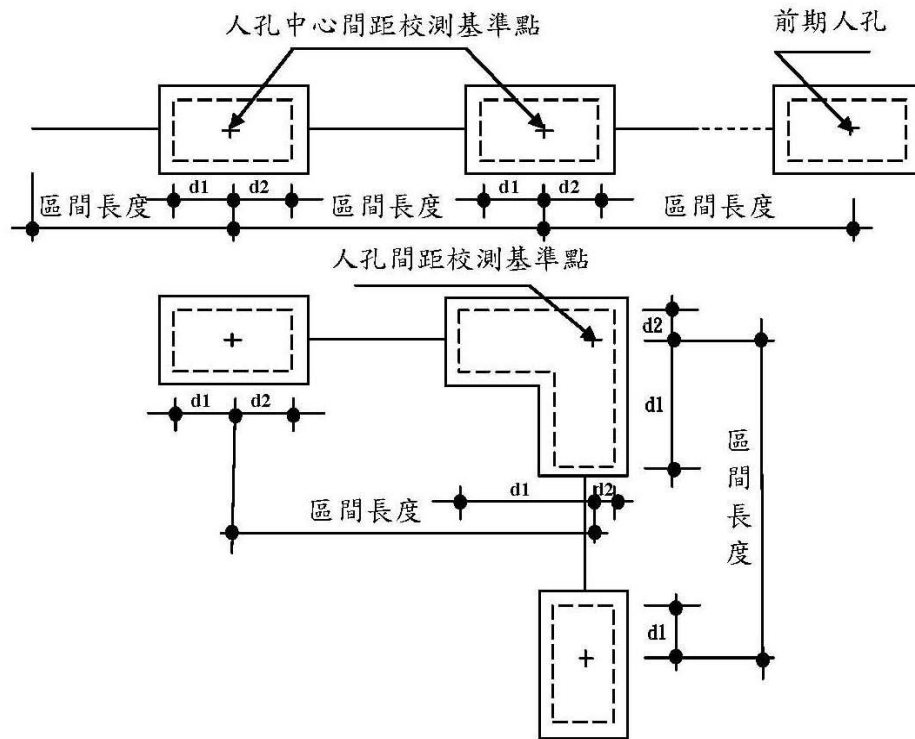 人孔中心間距校測基準點
前期人孔
d1 d2 d1 d2
區間長度 區間長度 區間長度
人孔間距校測基準點
d2
d1 d2
d1
區間長度
d1 d2
區間長度
d1